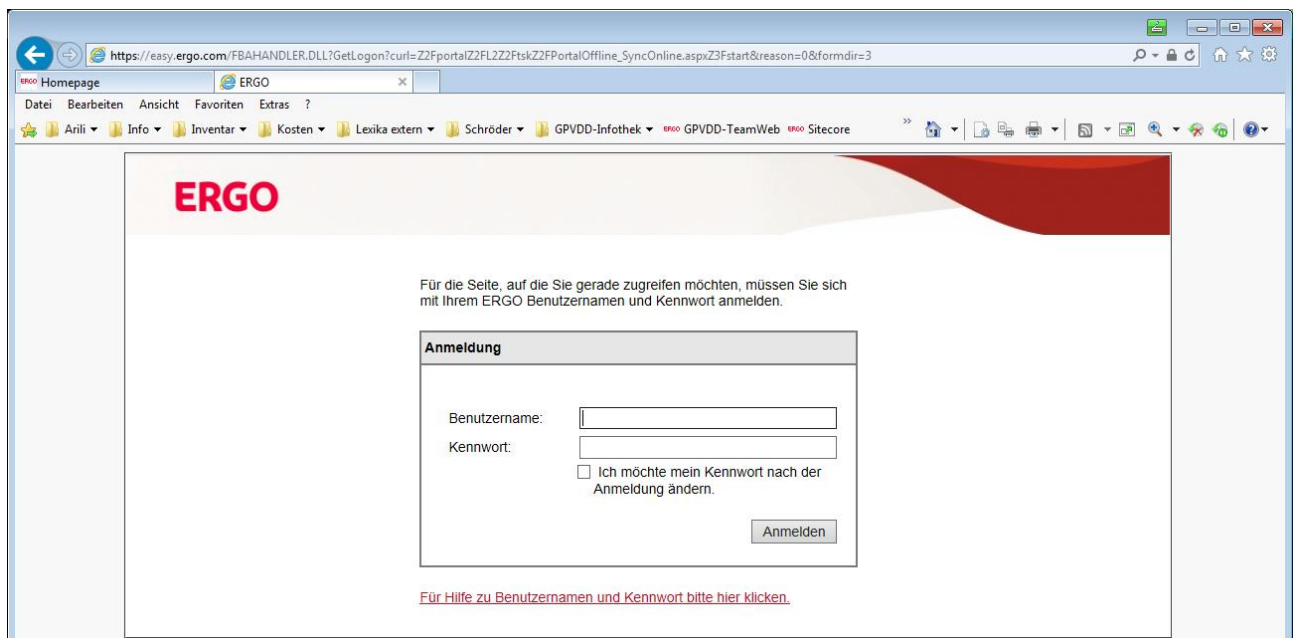 https://easy.ergo.com/FBAHANDLER.DLL?GetLogon?curl=Z2FportalZ2FL2Z2FtskZ2FPortalOffline_SyncOnline.aspxZ3Fstart&reason=0&formdir=3
ERGO Homepage ERGO
Datei Bearbeiten Ansicht Favoriten Extras ?
Arili Info Inventar Kosten Lexika extern Schröder GPVDD-Infothek ERGO GPVDD-TeamWeb ERGO Sitecore
ERGO
Für die Seite, auf die Sie gerade zugreifen möchten, müssen Sie sich
mit Ihrem ERGO Benutzernamen und Kennwort anmelden.
Anmeldung
Benutzername:
Kennwort:
Ich möchte mein Kennwort nach der
Anmeldung ändern.
Anmelden
Für Hilfe zu Benutzernamen und Kennwort bitte hier klicken.